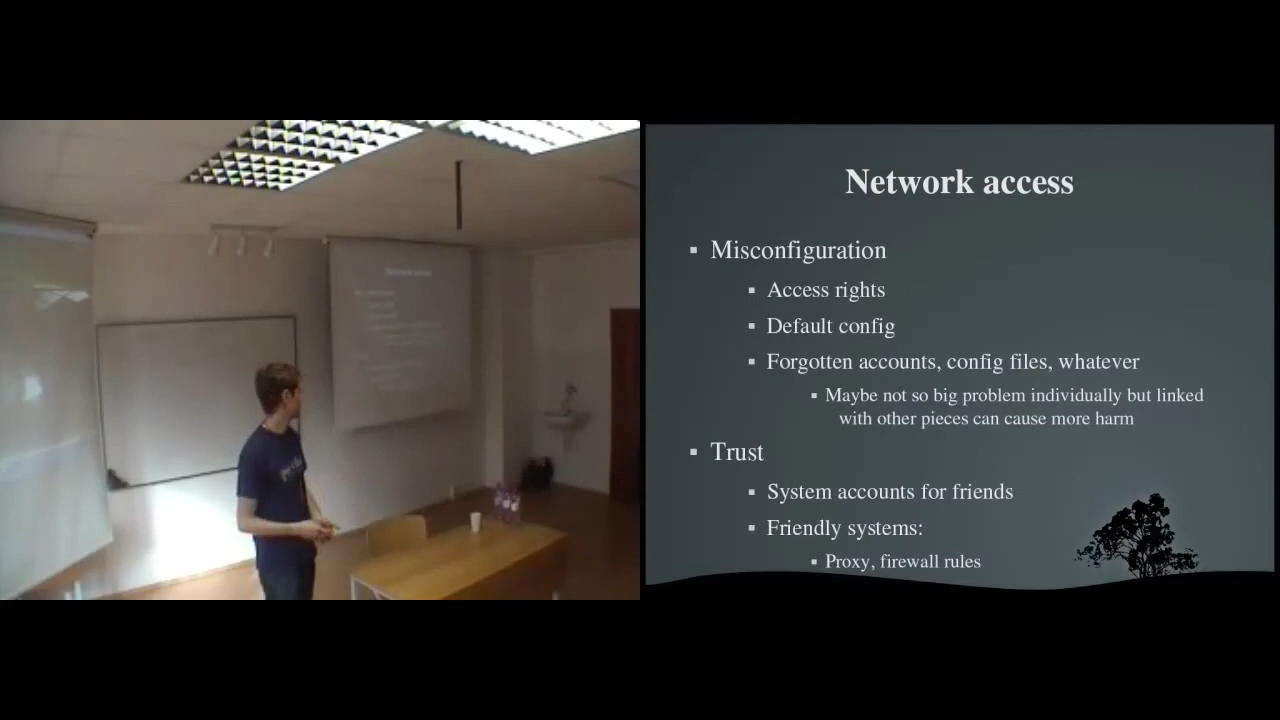 Network access
Misconfiguration
Access rights
Default config
Forgotten accounts, config files, whatever
Maybe not so big problem individually but linked
with other pieces can cause more harm
Trust
System accounts for friends
Friendly systems:
Proxy, firewall rules